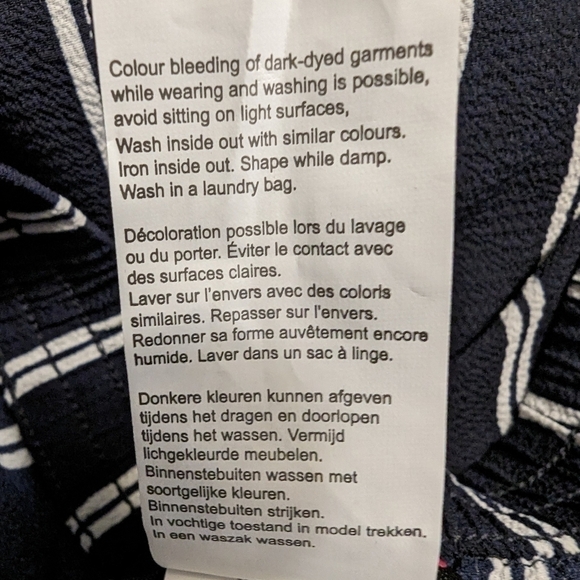 Colour bleeding of dark-dyed garments
while wearing and washing is possible,
avoid sitting on light surfaces,
Wash inside out with similar colours.
Iron inside out. Shape while damp.
Wash in a laundry bag.
Décoloration possible lors du lavage
ou du porter. Éviter le contact avec
des surfaces claires.
Laver sur l'envers avec des coloris
similaires. Repasser sur l'envers.
Redonner sa forme auvêtement encore
humide. Laver dans un sac à linge.
Donkere kleuren kunnen afgeven
tijdens het dragen en doorlopen
tijdens het wassen. Vermijd
lichgekleurde meubelen.
Binnenstebuiten wassen met
soortgelijke kleuren.
Binnenstebuiten strijken.
In vochtige toestand in model trekken.
In een waszak wassen.